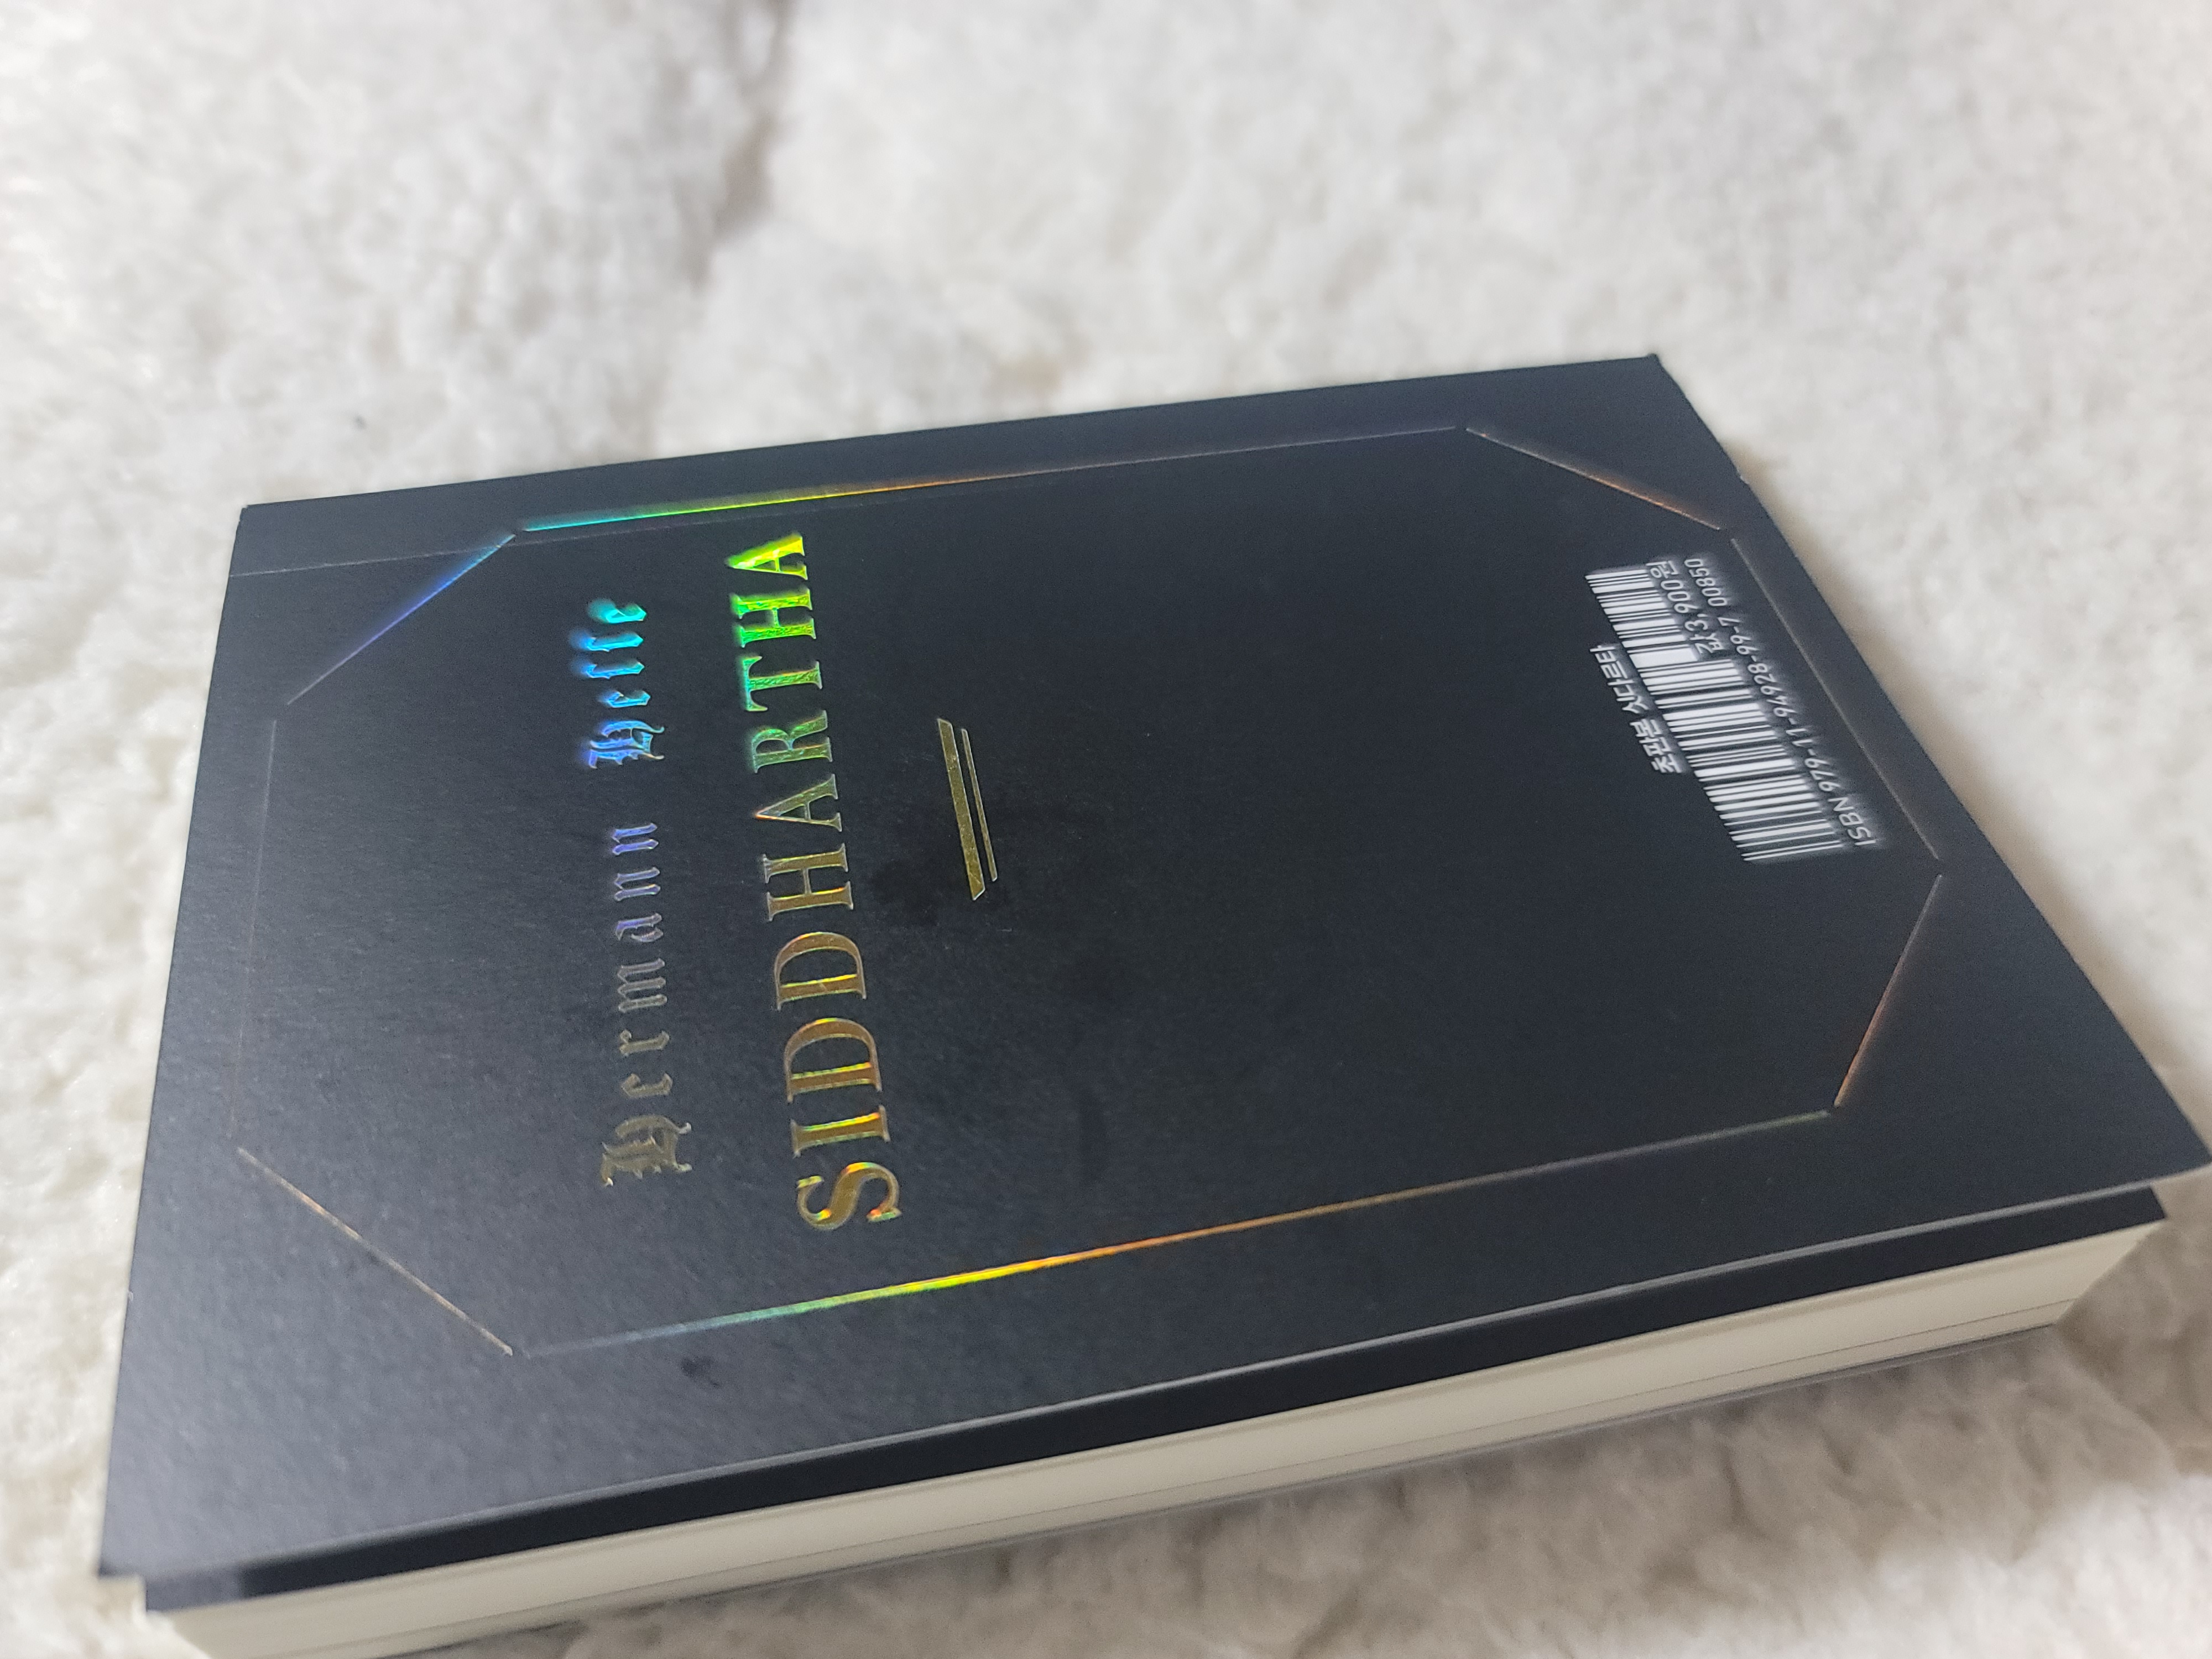 Hermann Hesse
SIDDHARTHA
초판본 싯다르타
값3,900원
ISBN 979-11-94928-99-7 00850